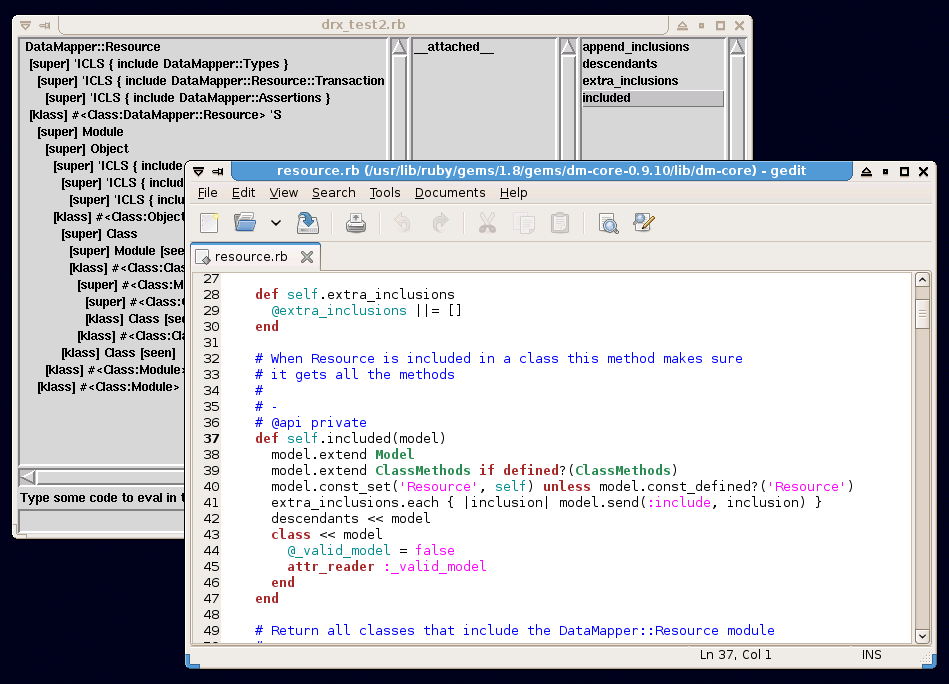 drx_test2.rb
DataMapper::Resource
[super] 'ICLS { include DataMapper::Types }
[super] 'ICLS { include DataMapper::Resource::Transaction
[super] 'ICLS { include DataMapper::Assertions }
[klass] #<Class:DataMapper::Resource> 'S
[super] Module
[super] Object
[super] 'ICLS { include
[super] 'ICLS { incl
[super] 'ICLS { inclu
[klass] #<Class:Object
[super] Class
[super] Module [see
[klass] #<Class:Clas
[super] #<Class:M
[super] #<Class:
[klass] Class [see
[klass] #<Class:Cla
[klass] Class [seen]
[klass] #<Class:Module>
[klass] #<Class:Module>
Type some code to eval in t
__attached__
append_inclusions
descendants
extra_inclusions
included
resource.rb (/usr/lib/ruby/gems/1.8/gems/dm-core-0.9.10/lib/dm-core) - gedit
File Edit View Search Tools Documents Help
resource.rb
27
28 def self.extra_inclusions
29 @extra_inclusions ||= []
30 end
31
32 # When Resource is included in a class this method makes sure
33 # it gets all the methods
34 #
35 # -
36 # @api private
37 def self.included(model)
38 model.extend Model
39 model.extend ClassMethods if defined?(ClassMethods)
40 model.const_set('Resource', self) unless model.const_defined?('Resource')
41 extra_inclusions.each { |inclusion| model.send(:include, inclusion) }
42 descendants << model
43 class << model
44 @_valid_model = false
45 attr_reader :_valid_model
46 end
47 end
48
49 # Return all classes that include the DataMapper::Resource module
Ln 37, Col 1 INS